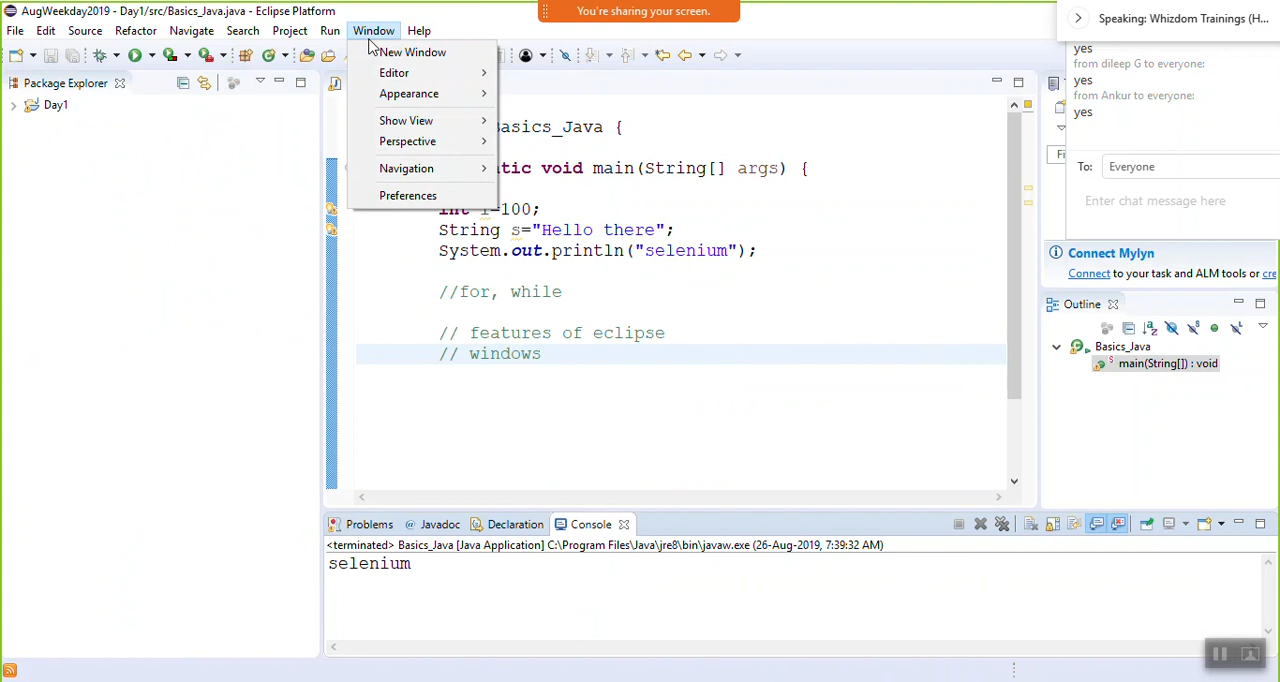 AugWeekday2019 - Day1/src/Basics_Java.java - Eclipse Platform
You're sharing your screen.
Speaking: Whizdom Trainings (H...
File Edit Source Refactor Navigate Search Project Run Window Help
New Window
Editor
Appearance
Show View
Perspective
Navigation
Preferences
Package Explorer
Day1
Basics_Java {
tic void main(String[] args) {
=100;
String s="Hello there";
System.out.println("selenium");
//for, while
// features of eclipse
// windows
yes
from dileep G to everyone:
yes
from Ankur to everyone:
yes
To: Everyone
Enter chat message here
Fi
Connect Mylyn
Connect to your task and ALM tools or cre
Outline
Basics_Java
main(String[]) : void
Problems @ Javadoc Declaration Console
<terminated> Basics_Java [Java Application] C:\Program Files\Java\jre8\bin\javaw.exe (26-Aug-2019, 7:39:32 AM)
selenium